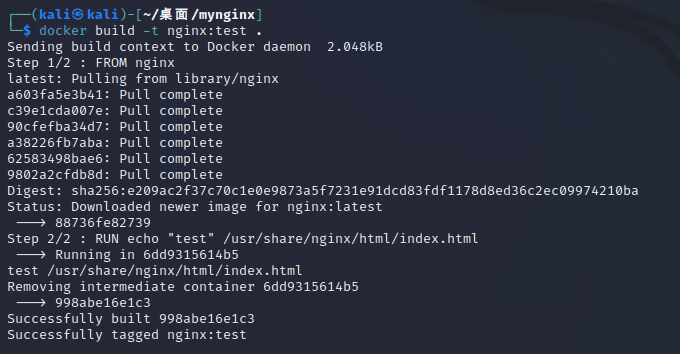 ┌──(kali㉿kali)-[~/桌面/mynginx]
└─$ docker build -t nginx:test .
Sending build context to Docker daemon  2.048kB
Step 1/2 : FROM nginx
latest: Pulling from library/nginx
a603fa5e3b41: Pull complete
c39e1cda007e: Pull complete
90cfefba34d7: Pull complete
a38226fb7aba: Pull complete
62583498bae6: Pull complete
9802a2cfdb8d: Pull complete
Digest: sha256:e209ac2f37c70c1e0e9873a5f7231e91dcd83fdf1178d8ed36c2ec09974210ba
Status: Downloaded newer image for nginx:latest
 ---> 88736fe82739
Step 2/2 : RUN echo "test" /usr/share/nginx/html/index.html
 ---> Running in 6dd9315614b5
test /usr/share/nginx/html/index.html
Removing intermediate container 6dd9315614b5
 ---> 998abe16e1c3
Successfully built 998abe16e1c3
Successfully tagged nginx:test